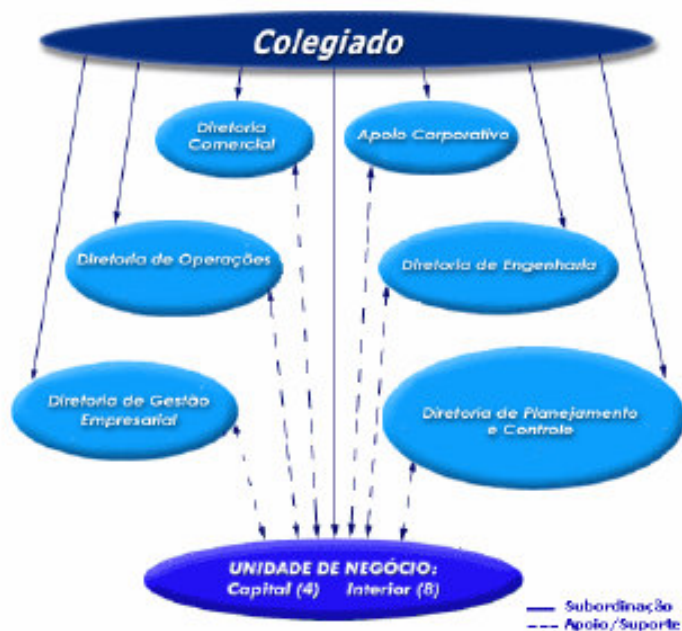 Colegiado
Diretoria
Comercial
Apoio Corporativo
Diretoria de Operações
Diretoria de Engenharia
Diretoria de Gestão
Empresarial
Diretoria de Planejamento
e Controle
UNIDADE DE NEGÓCIO:
Capital (4) Interior (8)
Subordinação
Apoio/Suporte